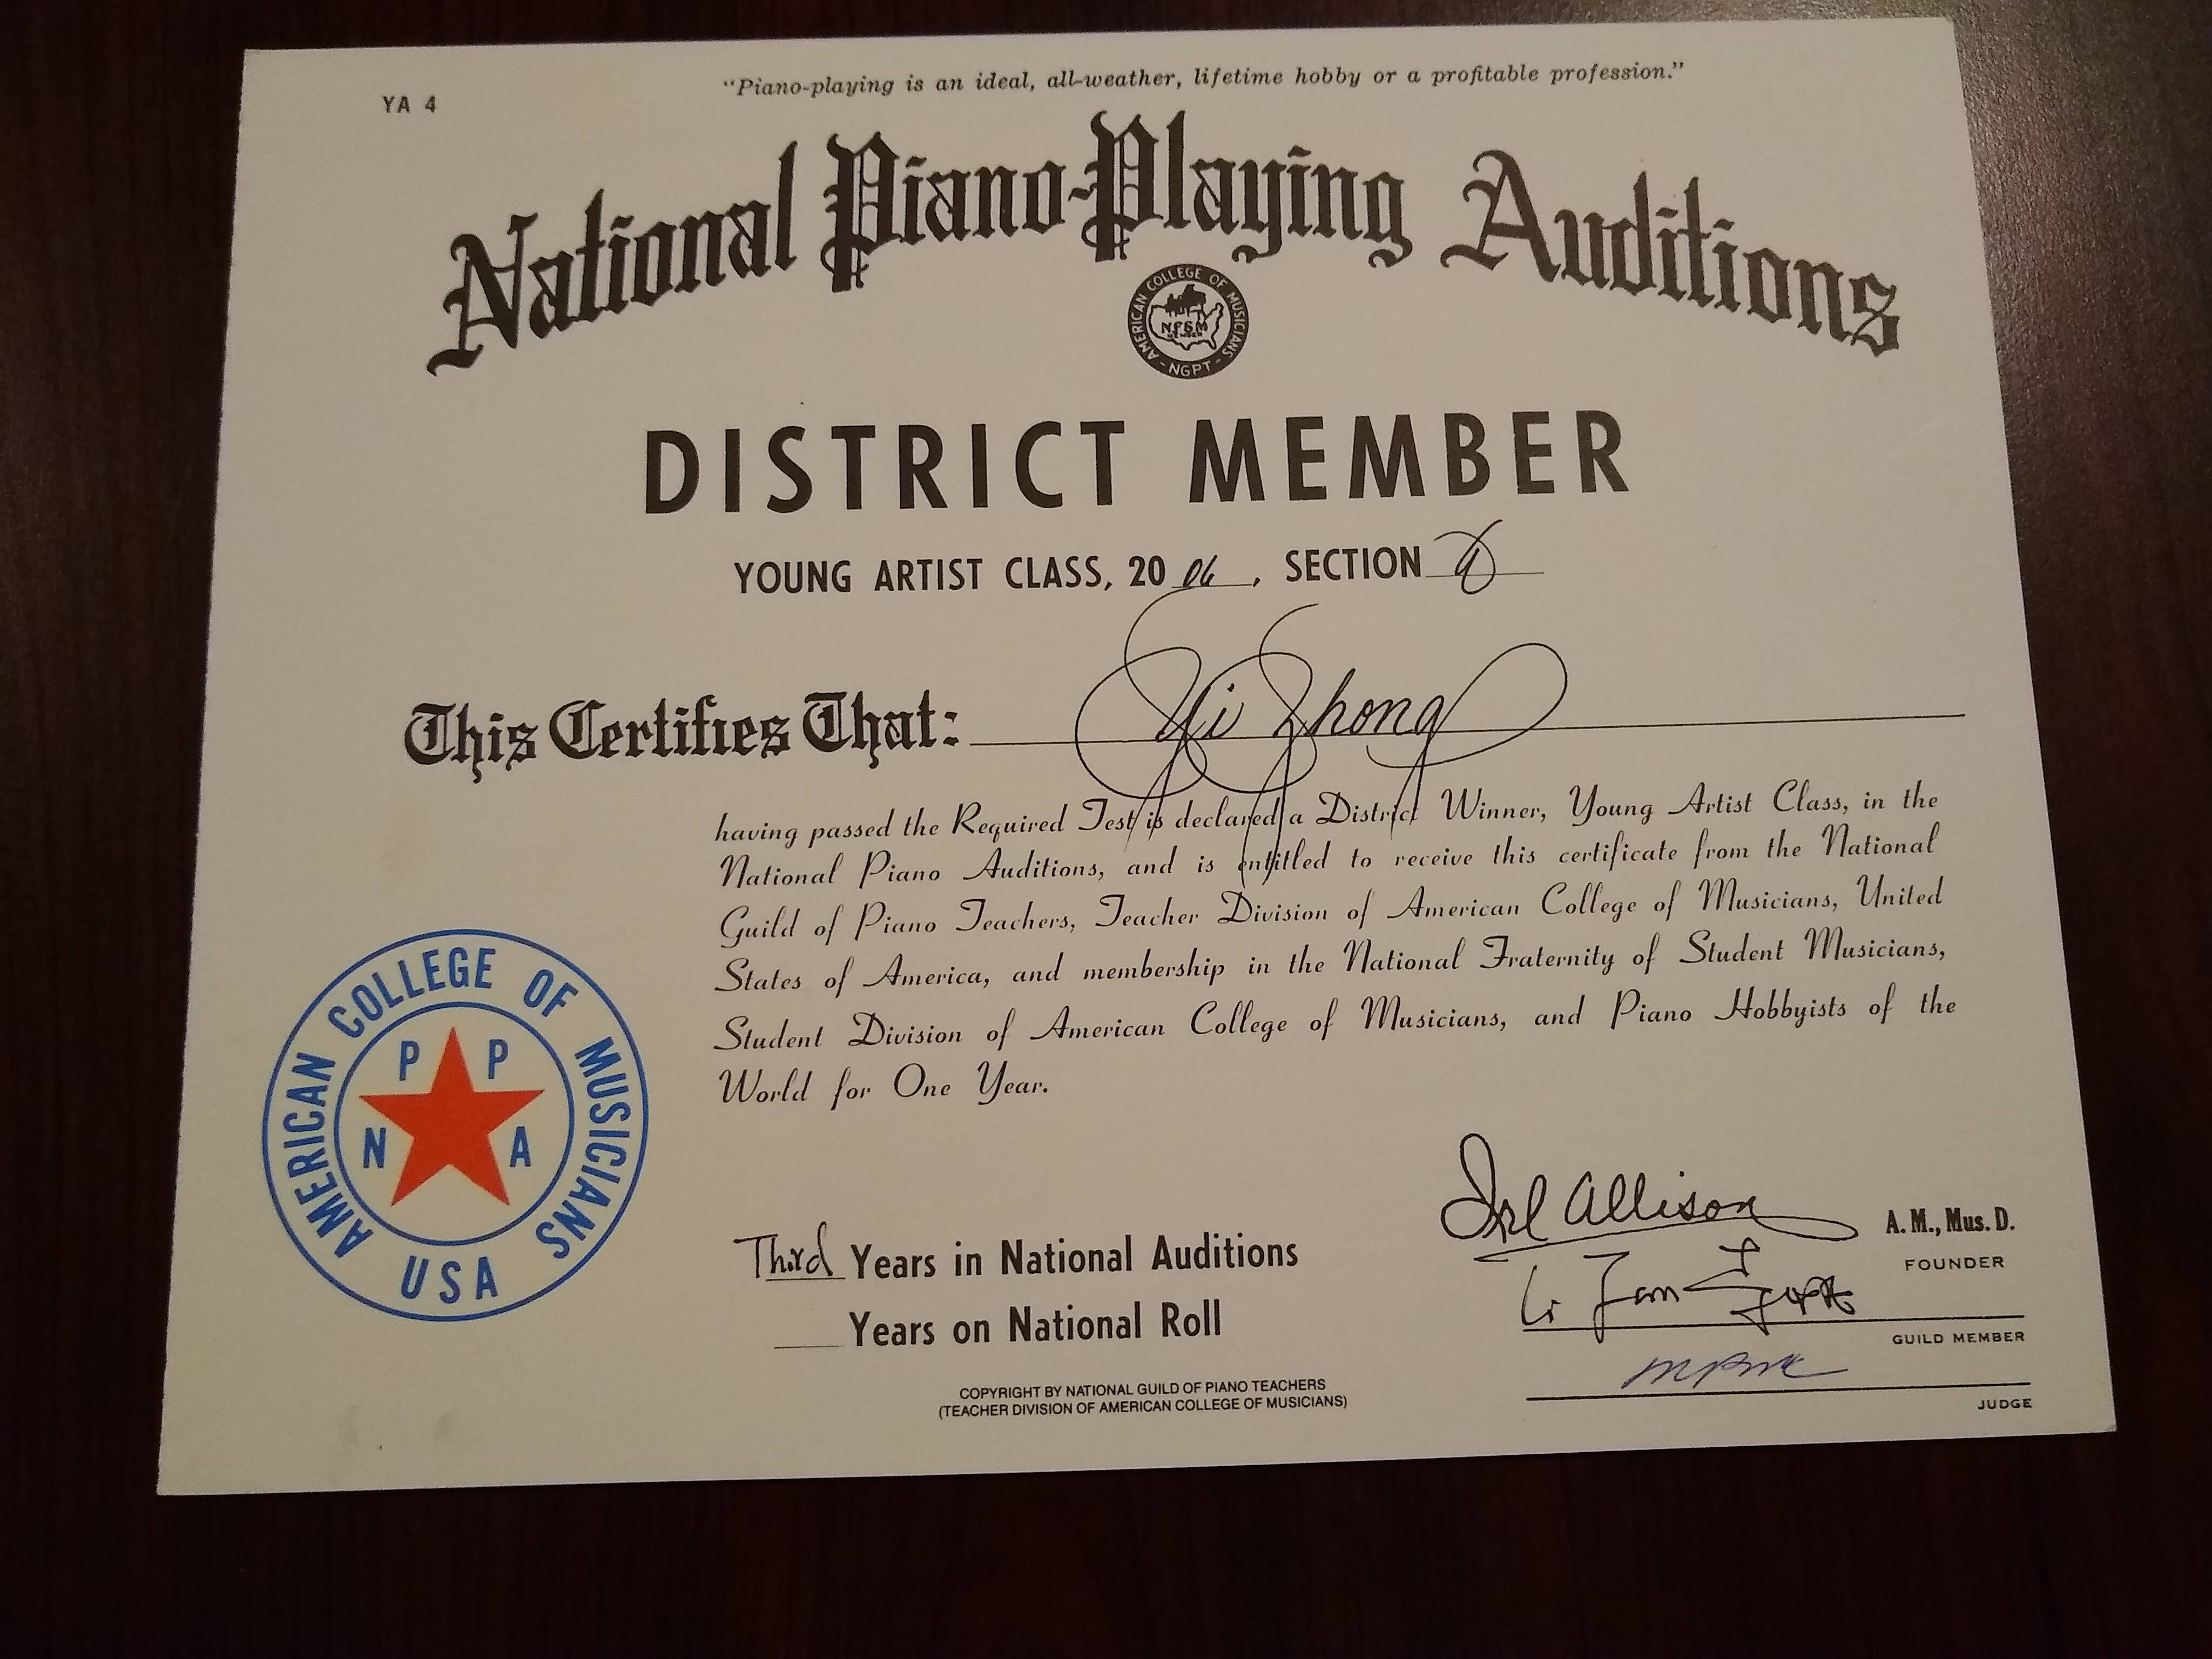 YA 4
"Piano-playing is an ideal, all-weather, lifetime hobby or a profitable profession."
National Piano-Playing Auditions
AMERICAN COLLEGE OF MUSICIANS
NFSM
MEMBER
- NGPT -
DISTRICT MEMBER
YOUNG ARTIST CLASS, 20 06, SECTION
This Certifies That: Yi Zhong
having passed the Required Test is declared a District Winner, Young Artist Class, in the
National Piano Auditions, and is entitled to receive this certificate from the National
Guild of Piano Teachers, Teacher Division of American College of Musicians, United
States of America, and membership in the National Fraternity of Student Musicians,
Student Division of American College of Musicians, and Piano Hobbyists of the
World for One Year.
AMERICAN COLLEGE OF MUSICIANS
P P
N A
USA
Third Years in National Auditions
Years on National Roll
Irl Allison A. M., Mus. D.
FOUNDER
GUILD MEMBER
JUDGE
COPYRIGHT BY NATIONAL GUILD OF PIANO TEACHERS
(TEACHER DIVISION OF AMERICAN COLLEGE OF MUSICIANS)